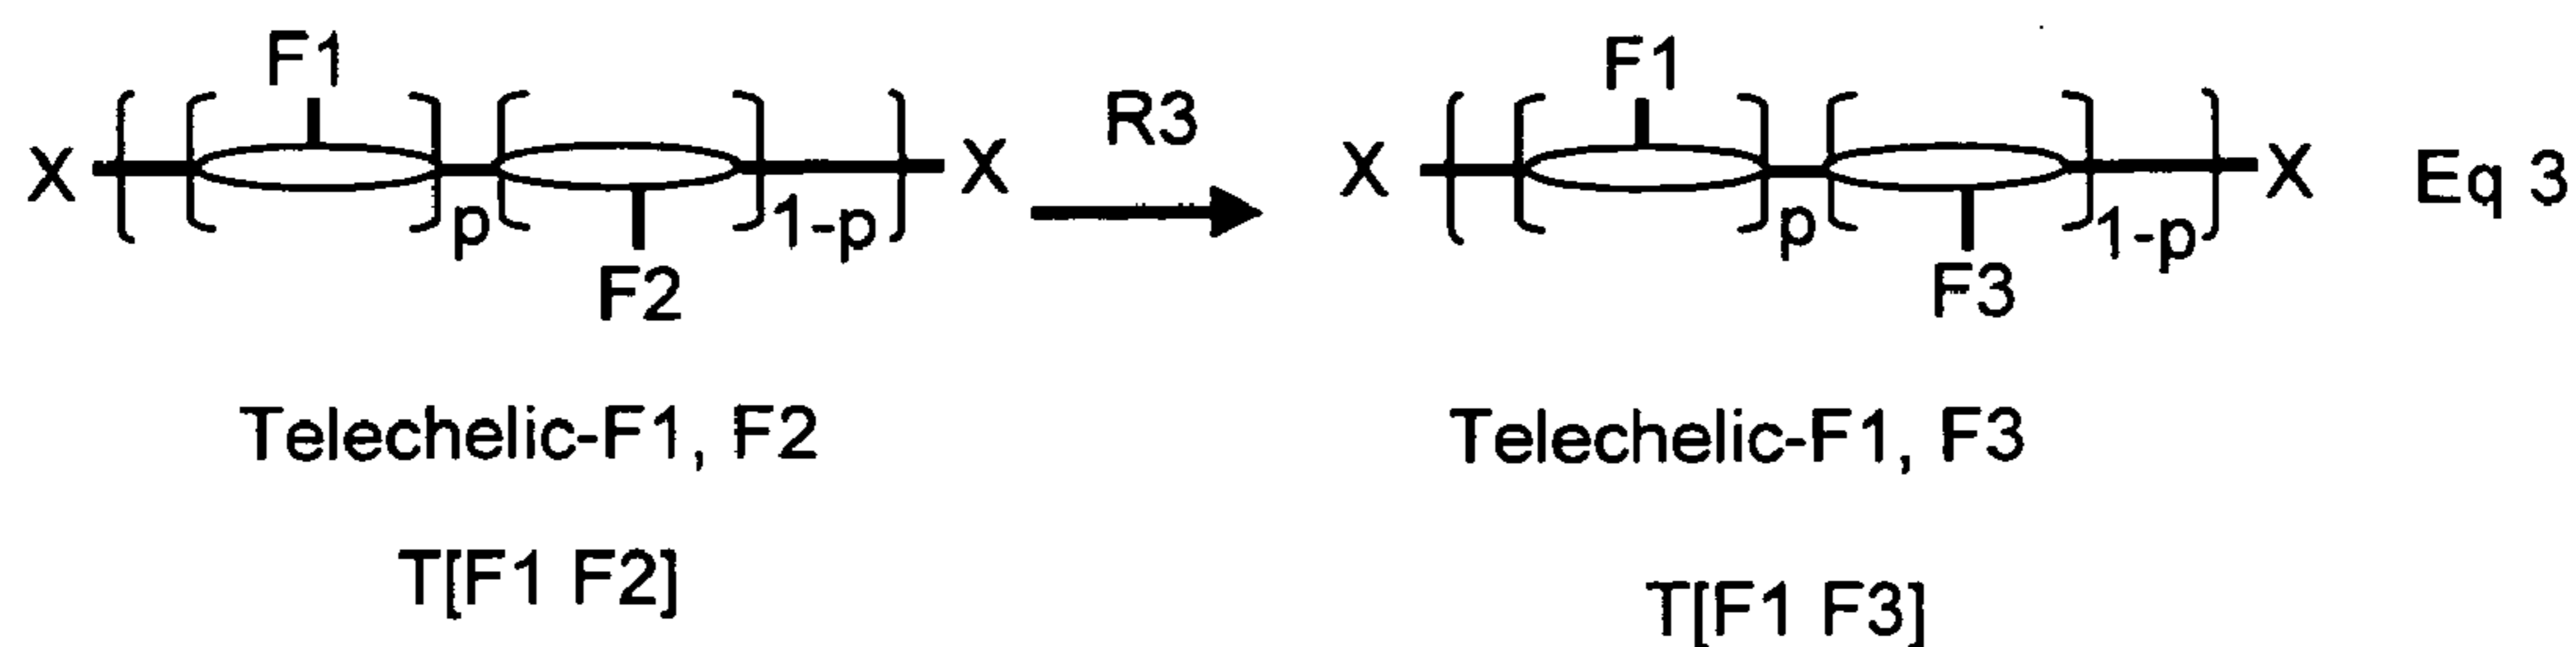 F1 F1
R3
X p 1-p X X p 1-p X Eq 3
F2 F3
Telechelic-F1, F2 Telechelic-F1, F3
T[F1 F2] T[F1 F3]